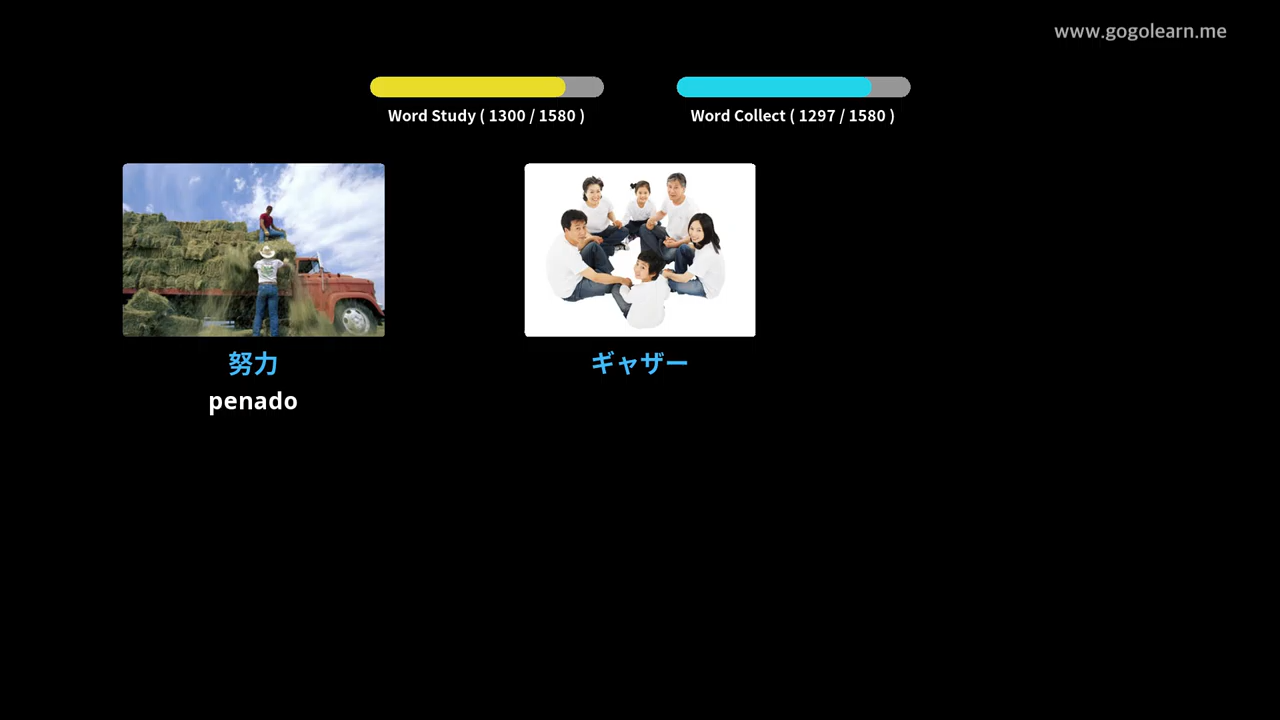 www.gogolearn.me
Word Study ( 1300 / 1580 )
Word Collect ( 1297 / 1580 )
努力
penado
ギャザー